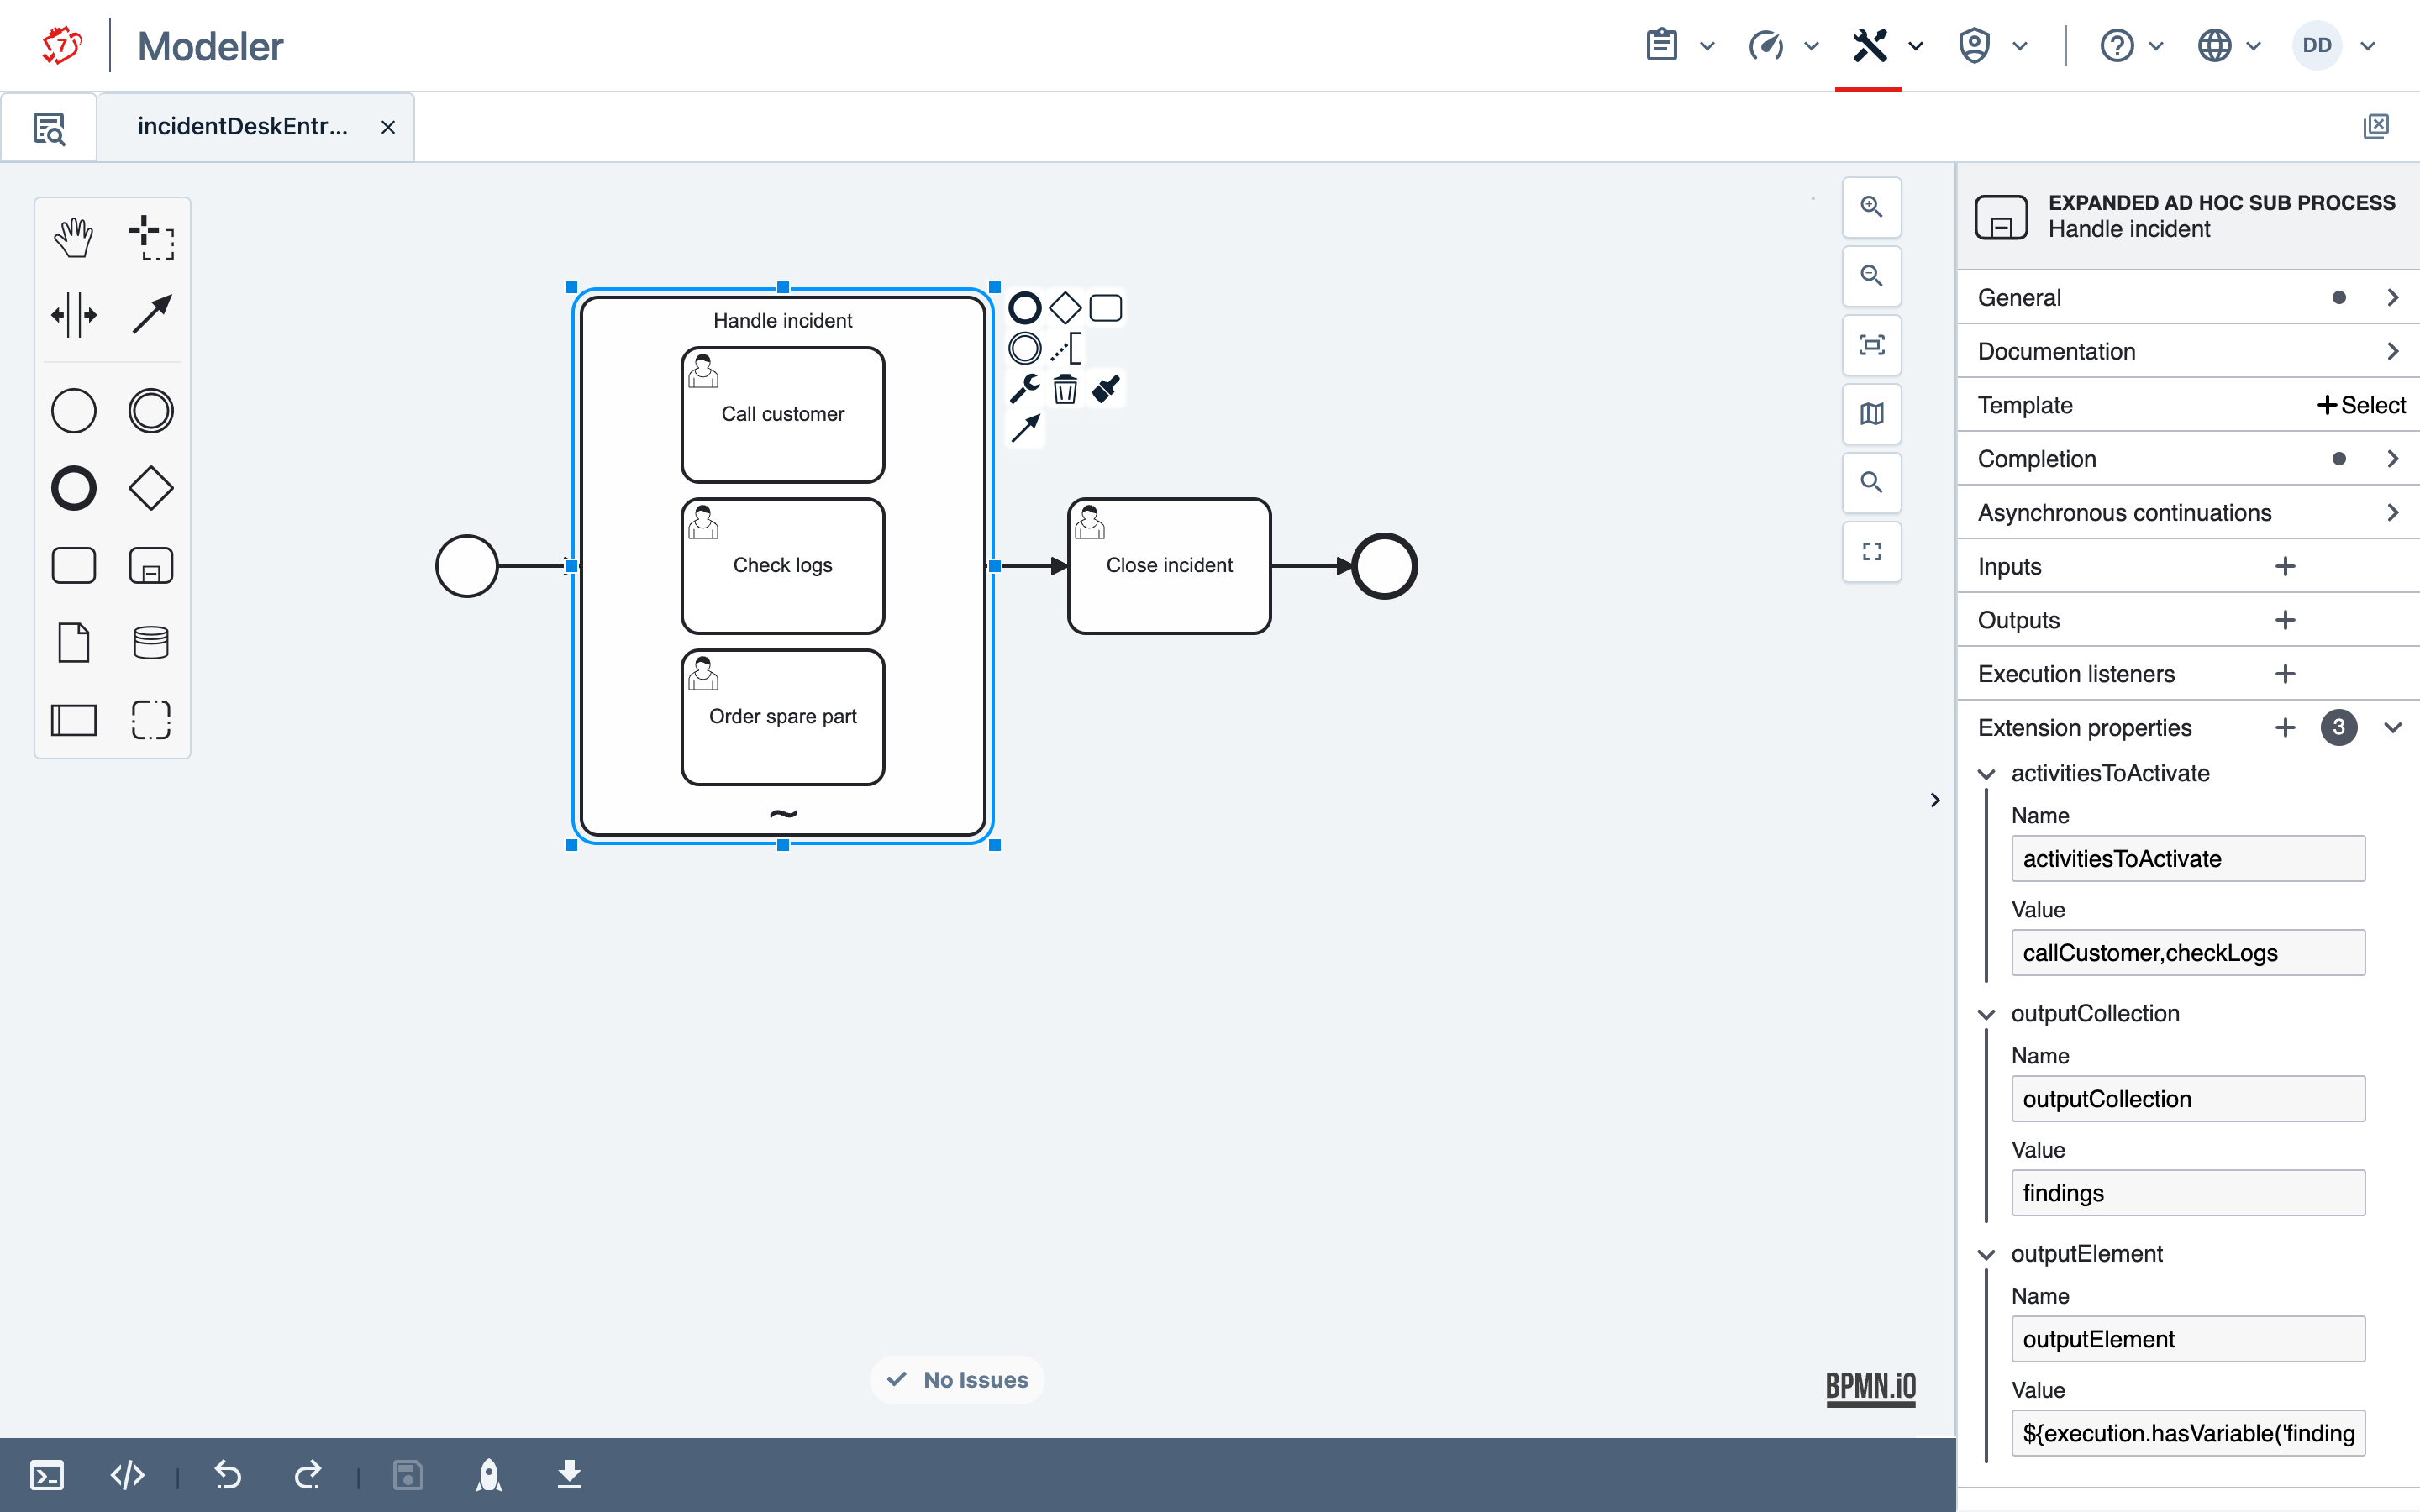 7
Modeler
DD
incidentDeskEntr...
Handle incident
Call customer
Check logs
Order spare part
Close incident
No Issues
BPMN.iO
EXPANDED AD HOC SUB PROCESS
Handle incident
General
Documentation
Template
Select
Completion
Asynchronous continuations
Inputs
Outputs
Execution listeners
Extension properties
3
activitiesToActivate
Name
activitiesToActivate
Value
callCustomer,checkLogs
outputCollection
Name
outputCollection
Value
findings
outputElement
Name
outputElement
Value
${execution.hasVariable('finding